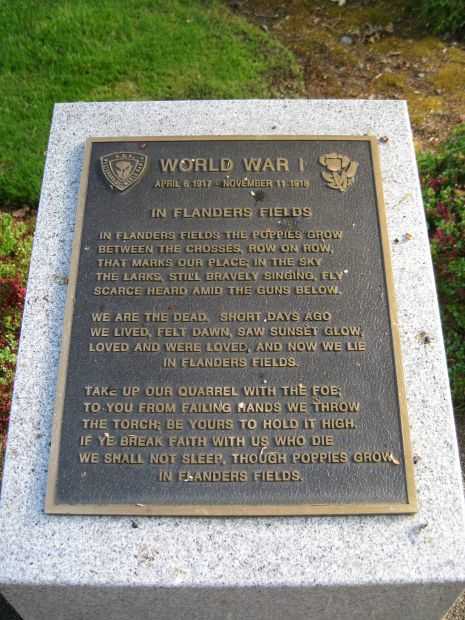 WORLD WAR I
APRIL 6 1917 - NOVEMBER 11 1918
IN FLANDERS FIELDS
IN FLANDERS FIELDS THE POPPIES GROW
BETWEEN THE CROSSES, ROW ON ROW,
THAT MARKS OUR PLACE; IN THE SKY
THE LARKS, STILL BRAVELY SINGING, FLY
SCARCE HEARD AMID THE GUNS BELOW.
WE ARE THE DEAD. SHORT DAYS AGO
WE LIVED, FELT DAWN, SAW SUNSET GLOW,
LOVED AND WERE LOVED, AND NOW WE LIE
IN FLANDERS FIELDS.
TAKE UP OUR QUARREL WITH THE FOE;
TO YOU FROM FAILING HANDS WE THROW
THE TORCH; BE YOURS TO HOLD IT HIGH.
IF YE BREAK FAITH WITH US WHO DIE
WE SHALL NOT SLEEP, THOUGH POPPIES GROW
IN FLANDERS FIELDS.